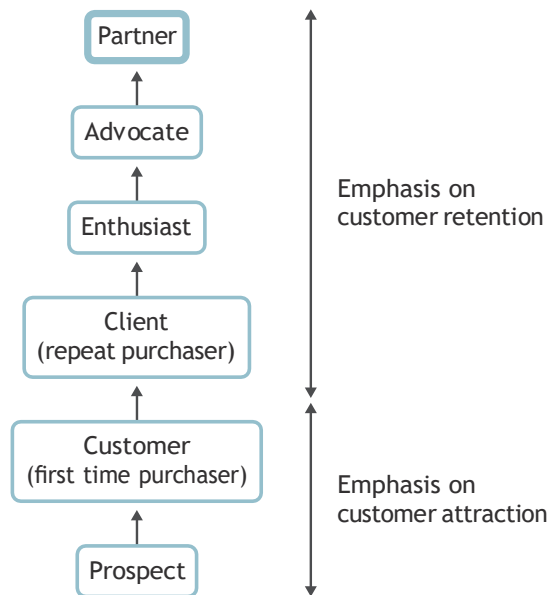 Partner
Advocate
Enthusiast
Emphasis on
customer retention
Client
(repeat purchaser)
Customer
(first time purchaser)
Emphasis on
customer attraction
Prospect